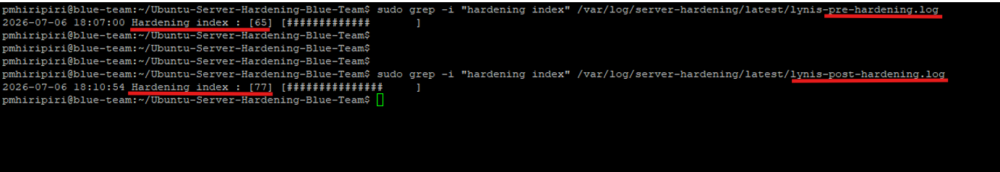 pmhiripiri@blue-team:~/Ubuntu-Server-Hardening-Blue-Team$ sudo grep -i "hardening index" /var/log/server-hardening/latest/lynis-pre-hardening.log
2026-07-06 18:07:00 Hardening index : [65] [#############       ]
pmhiripiri@blue-team:~/Ubuntu-Server-Hardening-Blue-Team$
pmhiripiri@blue-team:~/Ubuntu-Server-Hardening-Blue-Team$
pmhiripiri@blue-team:~/Ubuntu-Server-Hardening-Blue-Team$
pmhiripiri@blue-team:~/Ubuntu-Server-Hardening-Blue-Team$ sudo grep -i "hardening index" /var/log/server-hardening/latest/lynis-post-hardening.log
2026-07-06 18:10:54 Hardening index : [77] [###############     ]
pmhiripiri@blue-team:~/Ubuntu-Server-Hardening-Blue-Team$